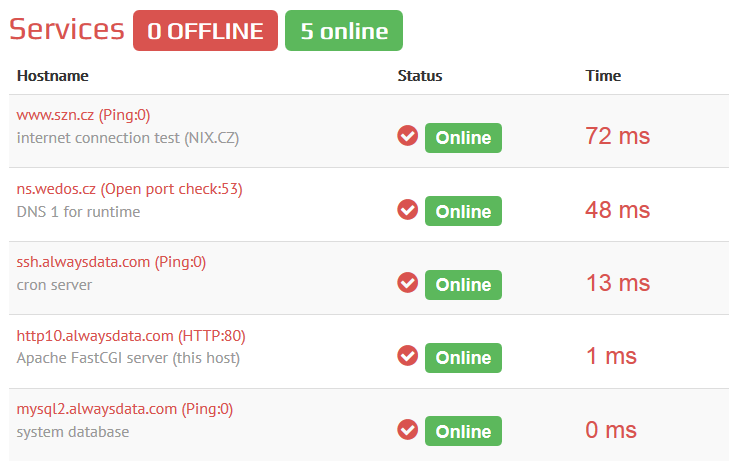 Services 0 OFFLINE 5 online
Hostname Status Time
www.szn.cz (Ping:0)
internet connection test (NIX.CZ) Online 72 ms
ns.wedos.cz (Open port check:53)
DNS 1 for runtime Online 48 ms
ssh.alwaysdata.com (Ping:0)
cron server Online 13 ms
http10.alwaysdata.com (HTTP:80)
Apache FastCGI server (this host) Online 1 ms
mysql2.alwaysdata.com (Ping:0)
system database Online 0 ms